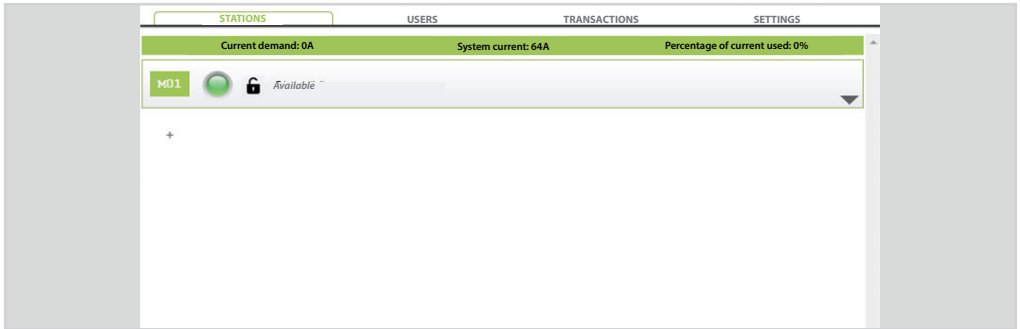 STATIONS USERS TRANSACTIONS SETTINGS
Current demand: 0A System current: 64A Percentage of current used: 0%
M01 Available
+